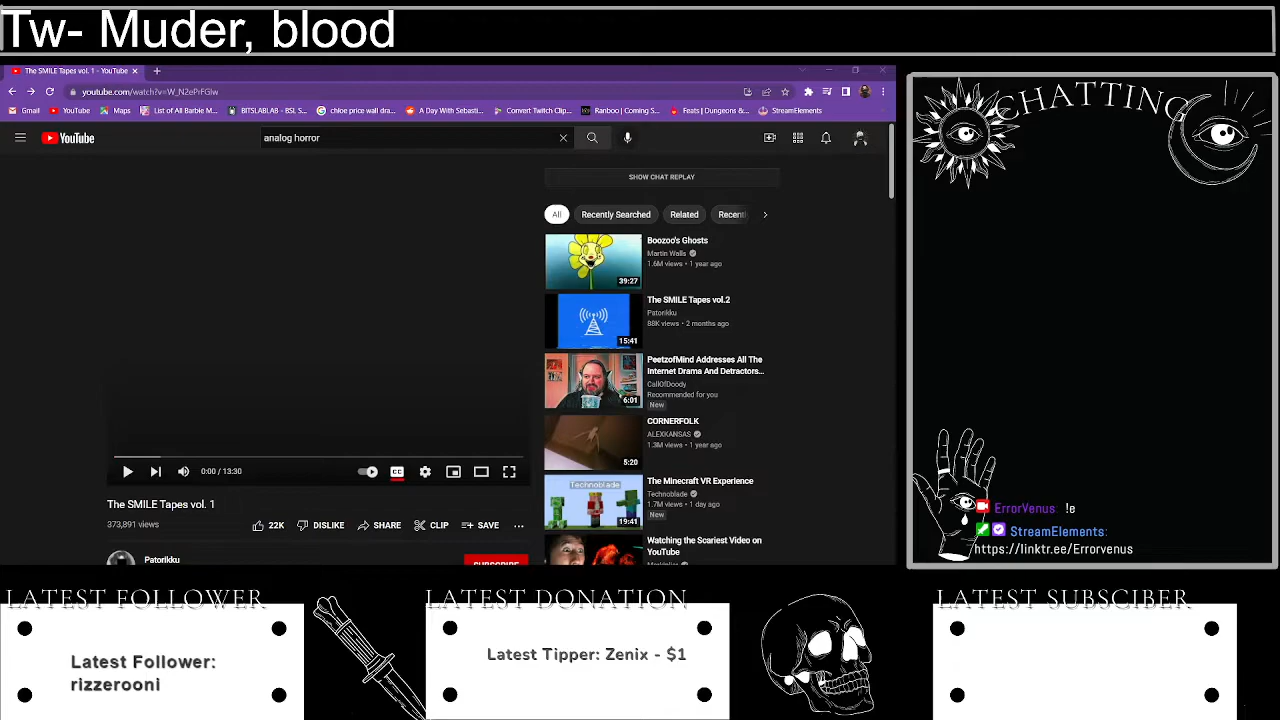 Tw- Muder, blood
The SMILE Tapes vol. 1 - YouTube
youtube.com/watch?v=W_N2ePrFGIw
Gmail
YouTube
Maps
List of All Barbie M...
BITSLABLAB - BSL S...
chloe price wall dra...
A Day With Sebasti...
Convert Twitch Clip...
Ranboo | Coming S...
Feats | Dungeons &...
StreamElements
YouTube
analog horror
SHOW CHAT REPLAY
All
Recently Searched
Related
Recent
Boozoo's Ghosts
Martin Walls
1.6M views • 1 year ago
39:27
The SMILE Tapes vol.2
Patorikku
88K views • 2 months ago
15:41
PeetzofMind Addresses All The
Internet Drama And Detractors...
CallOfDoody
Recommended for you
New
6:01
CORNERFOLK
ALEXKANSAS
1.3M views • 1 year ago
5:20
The Minecraft VR Experience
Technoblade
Technoblade
1.7M views • 1 day ago
New
19:41
Watching the Scariest Video on
YouTube
0:00 / 13:30
CC
The SMILE Tapes vol. 1
373,891 views
22K
DISLIKE
SHARE
CLIP
SAVE
Patorikku
SUBSCRIBE
CHATTING
ErrorVenus: !e
StreamElements:
https://linktr.ee/Errorvenus
LATEST FOLLOWER
Latest Follower:
rizzerooni
LATEST DONATION
Latest Tipper: Zenix - $1
LATEST SUBSCIBER